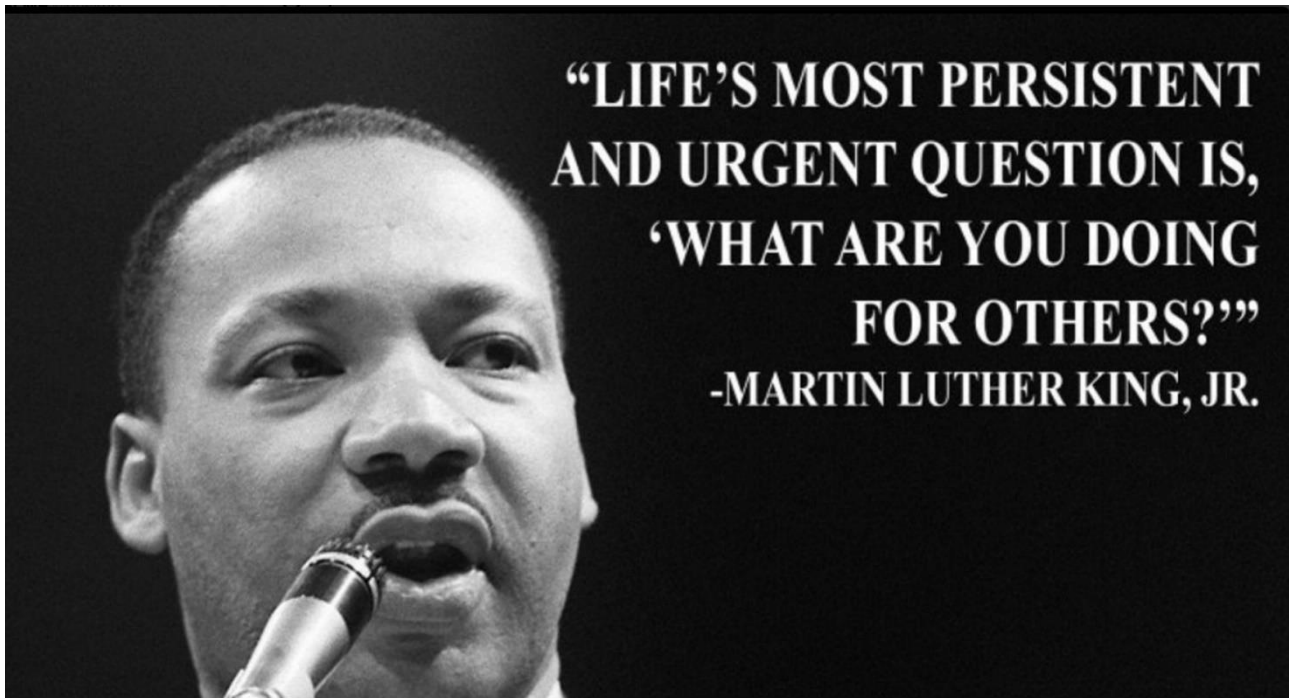 “LIFE’S MOST PERSISTENT
AND URGENT QUESTION IS,
‘WHAT ARE YOU DOING
FOR OTHERS?’”
-MARTIN LUTHER KING, JR.